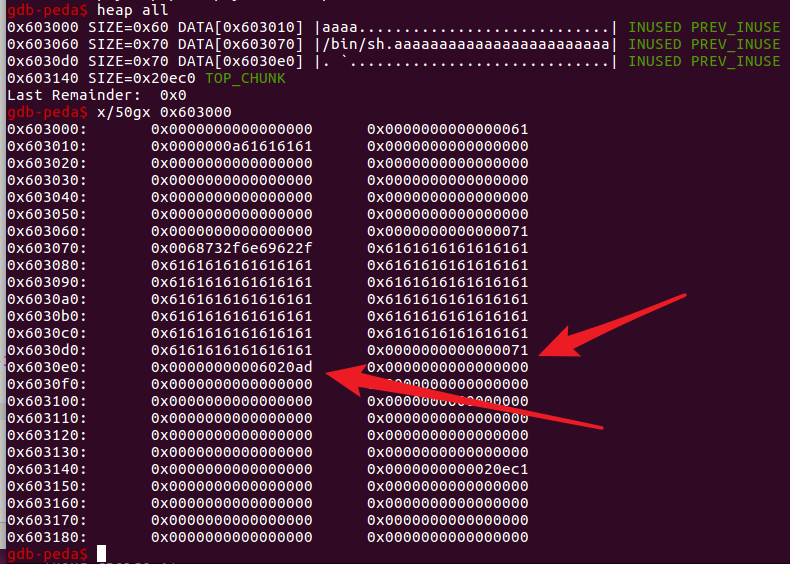 gdb-peda$ heap all
0x603000 SIZE=0x60 DATA[0x603010] |aaaa............................| INUSED PREV_INUSE
0x603060 SIZE=0x70 DATA[0x603070] |/bin/sh.aaaaaaaaaaaaaaaaaaaaaaaa| INUSED PREV_INUSE
0x6030d0 SIZE=0x70 DATA[0x6030e0] |. `.............................| INUSED PREV_INUSE
0x603140 SIZE=0x20ec0 TOP_CHUNK
Last Remainder:  0x0
gdb-peda$ x/50gx 0x603000
0x603000: 0x0000000000000000 0x0000000000000061
0x603010: 0x0000000a61616161 0x0000000000000000
0x603020: 0x0000000000000000 0x0000000000000000
0x603030: 0x0000000000000000 0x0000000000000000
0x603040: 0x0000000000000000 0x0000000000000000
0x603050: 0x0000000000000000 0x0000000000000000
0x603060: 0x0000000000000000 0x0000000000000071
0x603070: 0x0068732f6e69622f 0x6161616161616161
0x603080: 0x6161616161616161 0x6161616161616161
0x603090: 0x6161616161616161 0x6161616161616161
0x6030a0: 0x6161616161616161 0x6161616161616161
0x6030b0: 0x6161616161616161 0x6161616161616161
0x6030c0: 0x6161616161616161 0x6161616161616161
0x6030d0: 0x6161616161616161 0x0000000000000071
0x6030e0: 0x00000000006020ad 0x0000000000000000
0x6030f0: 0x0000000000000000
0x603100: 0x0000000000000000 0x0000000000000000
0x603110: 0x0000000000000000 0x0000000000000000
0x603120: 0x0000000000000000 0x0000000000000000
0x603130: 0x0000000000000000 0x0000000000000000
0x603140: 0x0000000000000000 0x0000000000020ec1
0x603150: 0x0000000000000000 0x0000000000000000
0x603160: 0x0000000000000000 0x0000000000000000
0x603170: 0x0000000000000000 0x0000000000000000
0x603180: 0x0000000000000000 0x0000000000000000
gdb-peda$